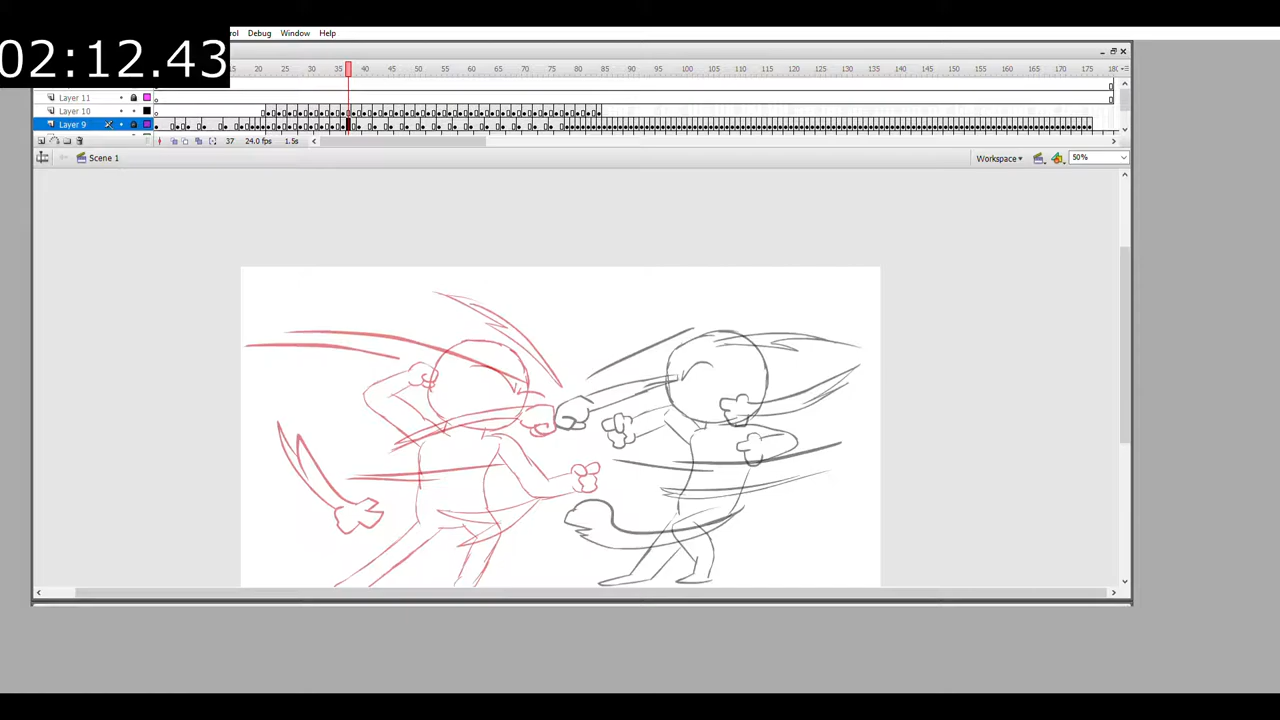 rol Debug Window Help
02:12.43
20 25 30 35 40 45 50 55 60 65 70 75 80 85 90 95 100 105 110 115 120 125 130 135 140 145 150 155 160 165 170 175 180
Layer 11
Layer 10
Layer 9
37 24.0 fps 1.5s
Scene 1 Workspace 50%